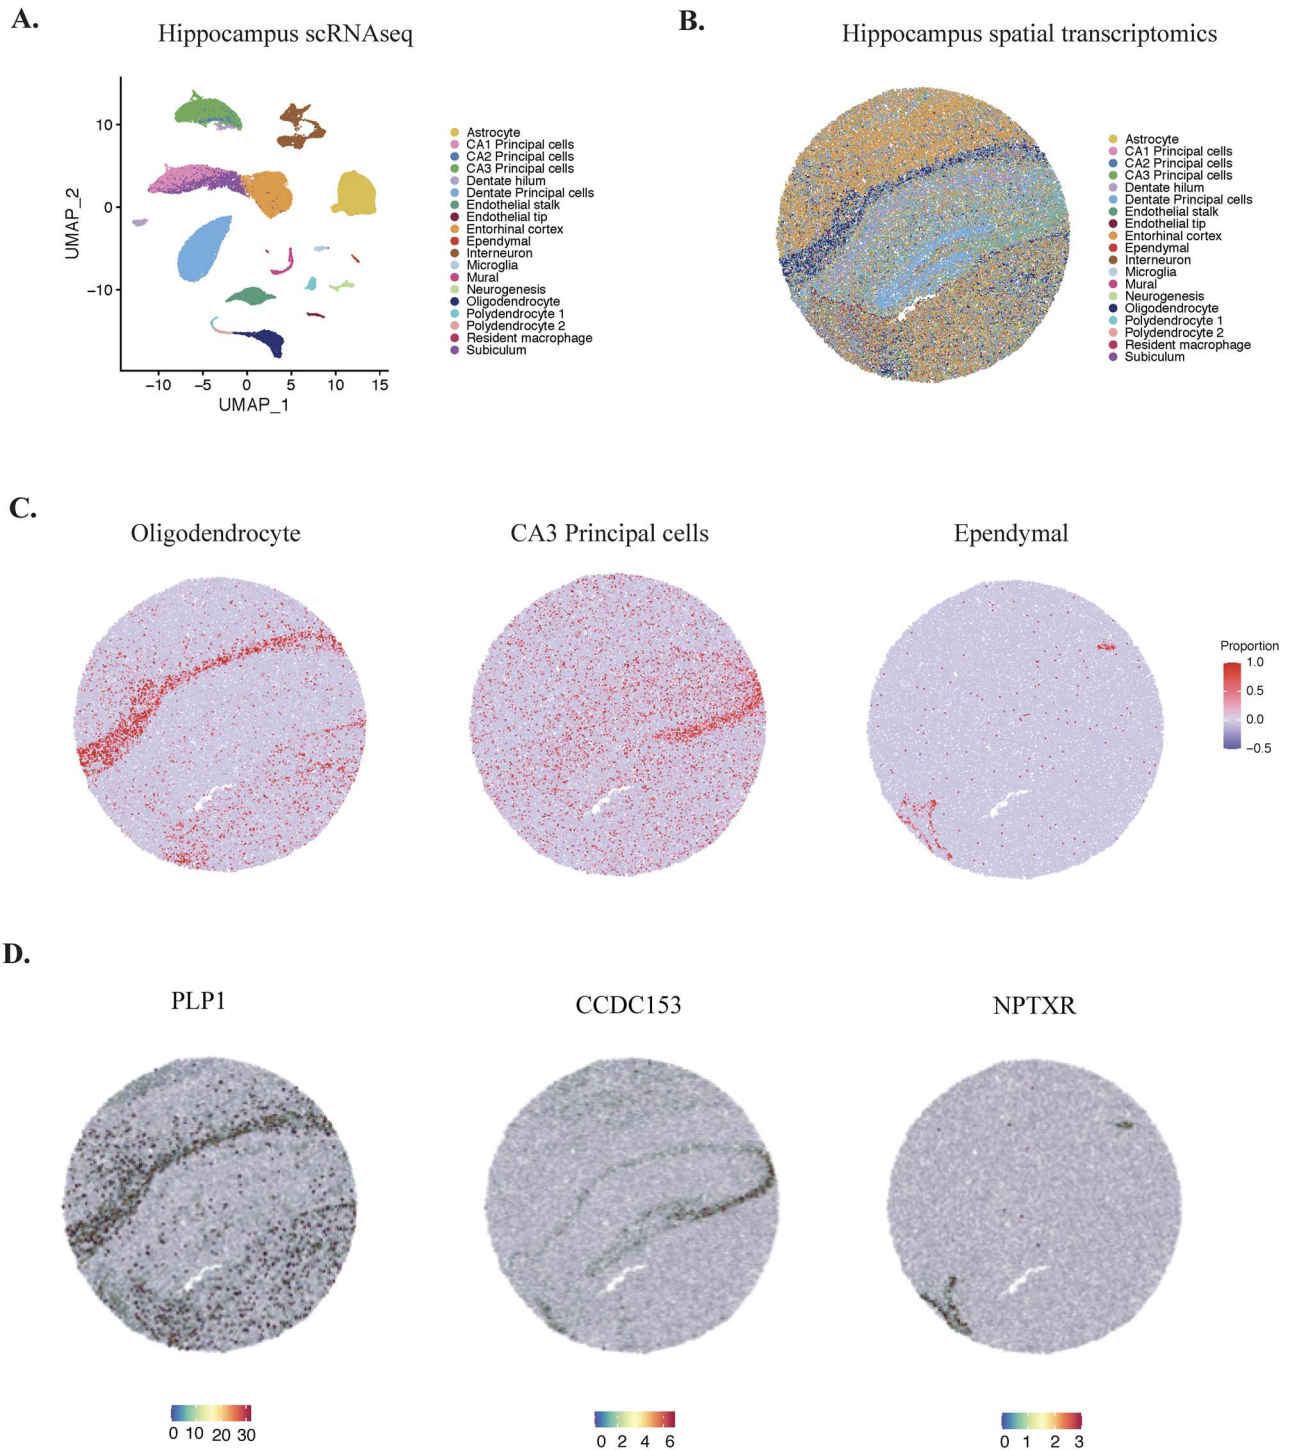 A.
Hippocampus scRNAseq
UMAP_2
10
0
−10
−10
−5
0
5
10
15
UMAP_1
Astrocyte
CA1 Principal cells
CA2 Principal cells
CA3 Principal cells
Dentate hilum
Dentate Principal cells
Endothelial stalk
Endothelial tip
Entorhinal cortex
Ependymal
Interneuron
Microglia
Mural
Neurogenesis
Oligodendrocyte
Polydendrocyte 1
Polydendrocyte 2
Resident macrophage
Subiculum
B.
Hippocampus spatial transcriptomics
Astrocyte
CA1 Principal cells
CA2 Principal cells
CA3 Principal cells
Dentate hilum
Dentate Principal cells
Endothelial stalk
Endothelial tip
Entorhinal cortex
Ependymal
Interneuron
Microglia
Mural
Neurogenesis
Oligodendrocyte
Polydendrocyte 1
Polydendrocyte 2
Resident macrophage
Subiculum
C.
Oligodendrocyte
CA3 Principal cells
Ependymal
Proportion
1.0
0.5
0.0
−0.5
D.
PLP1
CCDC153
NPTXR
0 10 20 30
0 2 4 6
0 1 2 3